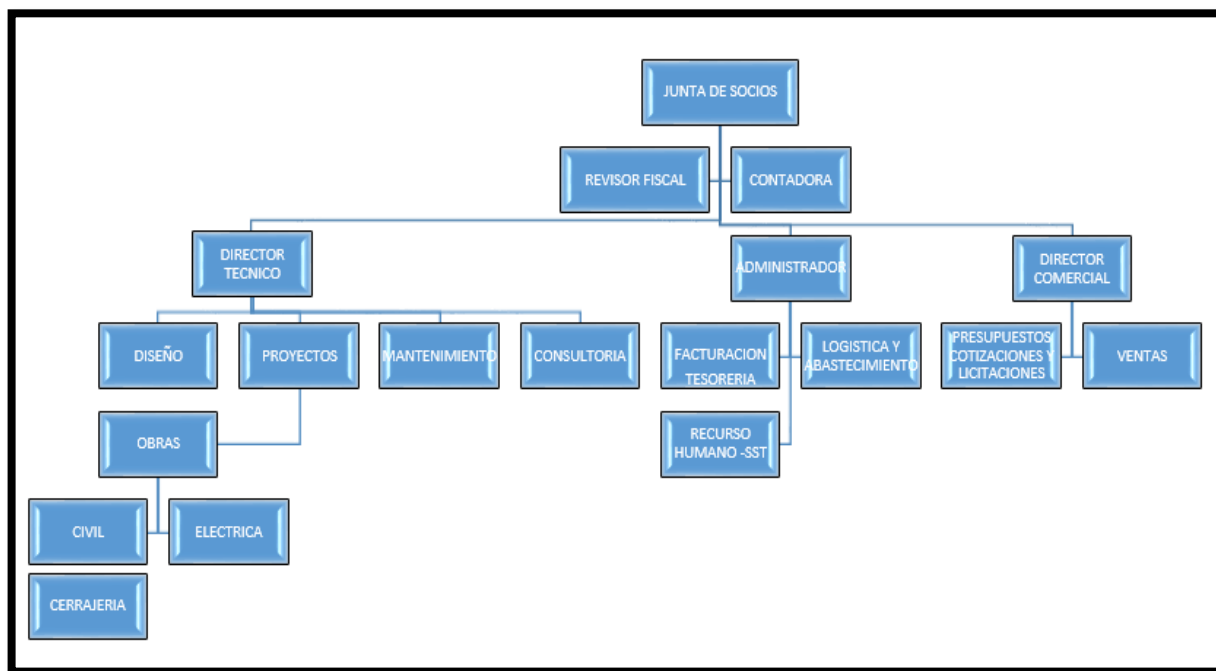 JUNTA DE SOCIOS
REVISOR FISCAL
CONTADORA
DIRECTOR
TECNICO
ADMINISTRADOR
DIRECTOR
COMERCIAL
DISEÑO
PROYECTOS
MANTENIMIENTO
CONSULTORIA
FACTURACION
TESORERIA
LOGISTICA Y
ABASTECIMIENTO
PRESUPUESTOS
COTIZACIONES Y
LICITACIONES
VENTAS
OBRAS
RECURSO
HUMANO -SST
CIVIL
ELECTRICA
CERRAJERIA